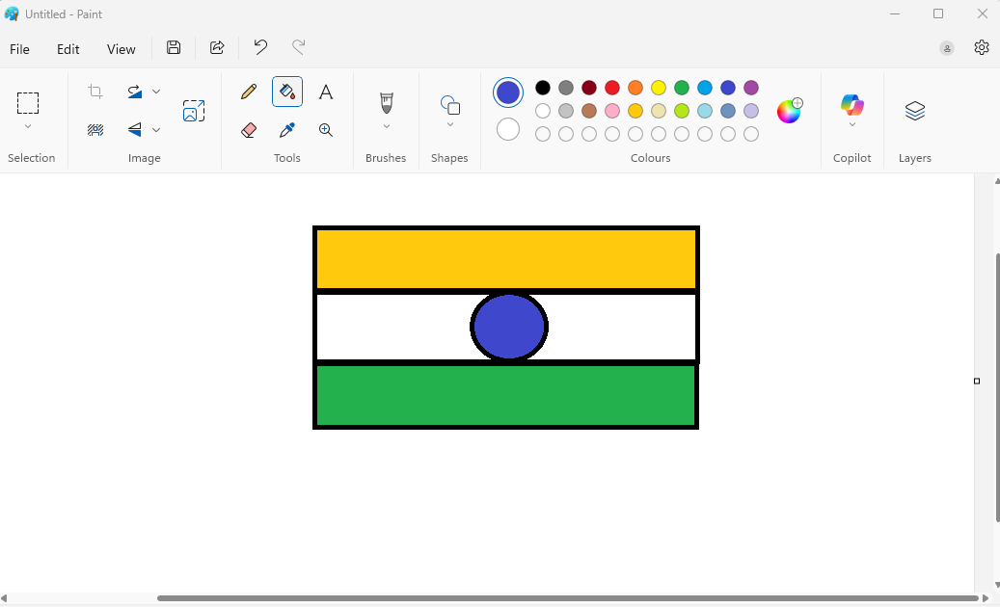 Untitled - Paint
File Edit View
Selection Image Tools Brushes Shapes Colours Copilot Layers